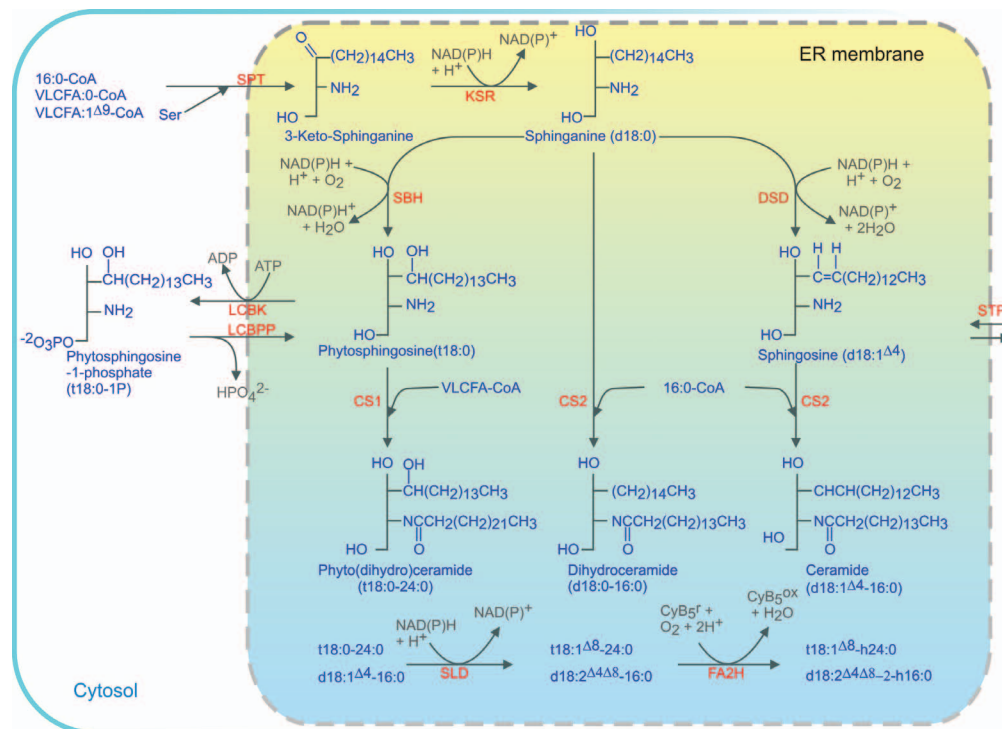 ER membrane
16:0-CoA
VLCFA:0-CoA
VLCFA:1Δ9-CoA
Ser
SPT
O
(CH2)14CH3
NH2
HO
3-Keto-Sphinganine
NAD(P)H
+ H+
NAD(P)+
KSR
HO
(CH2)14CH3
NH2
HO
Sphinganine (d18:0)
NAD(P)H +
H+ + O2
SBH
NAD(P)H+
+ H2O
NAD(P)H +
H+ + O2
DSD
NAD(P)+
+ 2H2O
HO OH
CH(CH2)13CH3
NH2
-2O3PO
Phytosphingosine
-1-phosphate
(t18:0-1P)
ADP
ATP
LCBK
LCBPP
HPO42-
HO OH
CH(CH2)13CH3
NH2
HO
Phytosphingosine(t18:0)
HO H H
C=C(CH2)12CH3
NH2
HO
Sphingosine (d18:1Δ4)
STP
CS1
VLCFA-CoA
CS2
16:0-CoA
CS2
HO OH
CH(CH2)13CH3
NCCH2(CH2)21CH3
HO
O
Phyto(dihydro)ceramide
(t18:0-24:0)
HO
(CH2)14CH3
NCCH2(CH2)13CH3
HO
O
Dihydroceramide
(d18:0-16:0)
HO
CHCH(CH2)12CH3
NCCH2(CH2)13CH3
HO
O
Ceramide
(d18:1Δ4-16:0)
t18:0-24:0
d18:1Δ4-16:0
NAD(P)H
+ H+
NAD(P)+
SLD
t18:1Δ8-24:0
d18:2Δ4Δ8-16:0
CyB5r +
O2 + 2H+
CyB5ox
+ H2O
FA2H
t18:1Δ8-h24:0
d18:2Δ4Δ8-2-h16:0
Cytosol